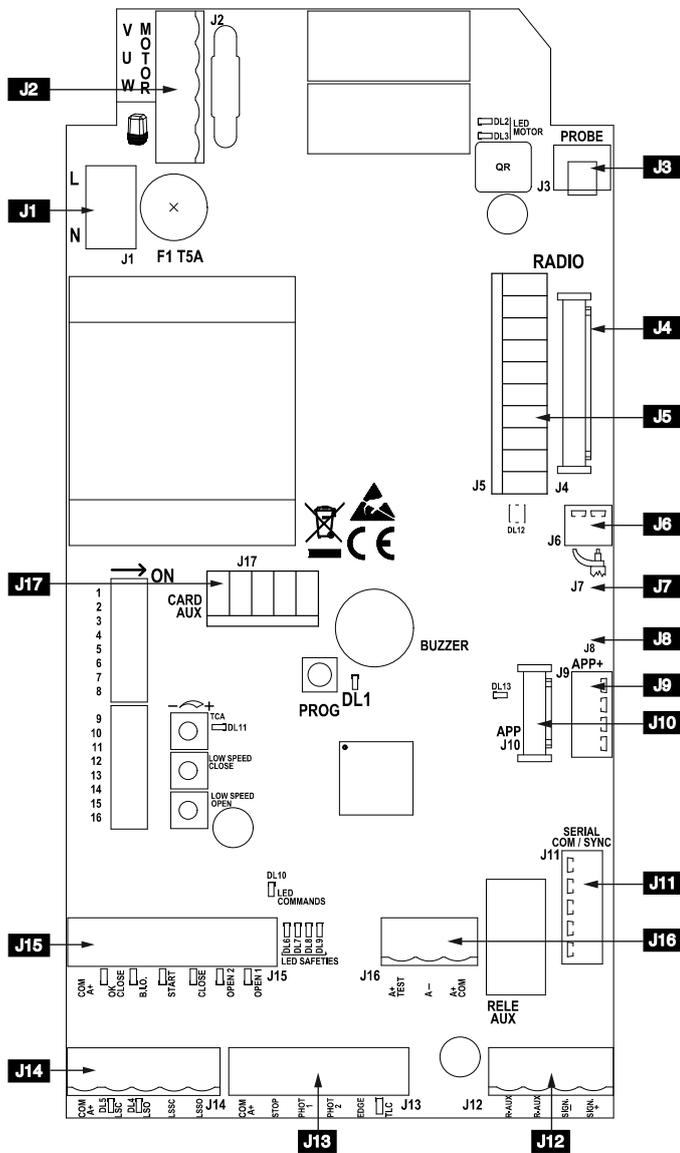 V
U
W
MOTOR
J2
J2
DL2
DL3
LED
MOTOR
PROBE
QR
J3
J3
L
N
J1
J1
F1 T5A
RADIO
J4
J5
J5
J4
DL12
J6
J6
CE
J17
J17
CARD
AUX
ON
1
2
3
4
5
6
7
8
9
10
11
12
13
14
15
16
BUZZER
J7
J7
J8
J8
PROG
DL1
J9
APP+
J9
DL13
APP
J10
J10
− +
TCA
DL11
LOW SPEED
CLOSE
LOW SPEED
OPEN
SERIAL
COM / SYNC
J11
J11
DL10
LED
COMMANDS
J15
DL6
DL7
DL8
DL9
LED SAFETIES
J15
J16
J16
COM
A+
OK
CLOSE
B.I.O.
START
CLOSE
OPEN 2
OPEN 1
A+
TEST
A−
A+
COM
RELE
AUX
J14
J14
J13
J12
COM
A+
DL5
LSC
DL4
LSO
LSSC
LSSO
COM
A+
STOP
PHOT
1
PHOT
2
EDGE
TLC
R-AUX
R-AUX
SIGN.
−
SIGN.
+
J13
J12